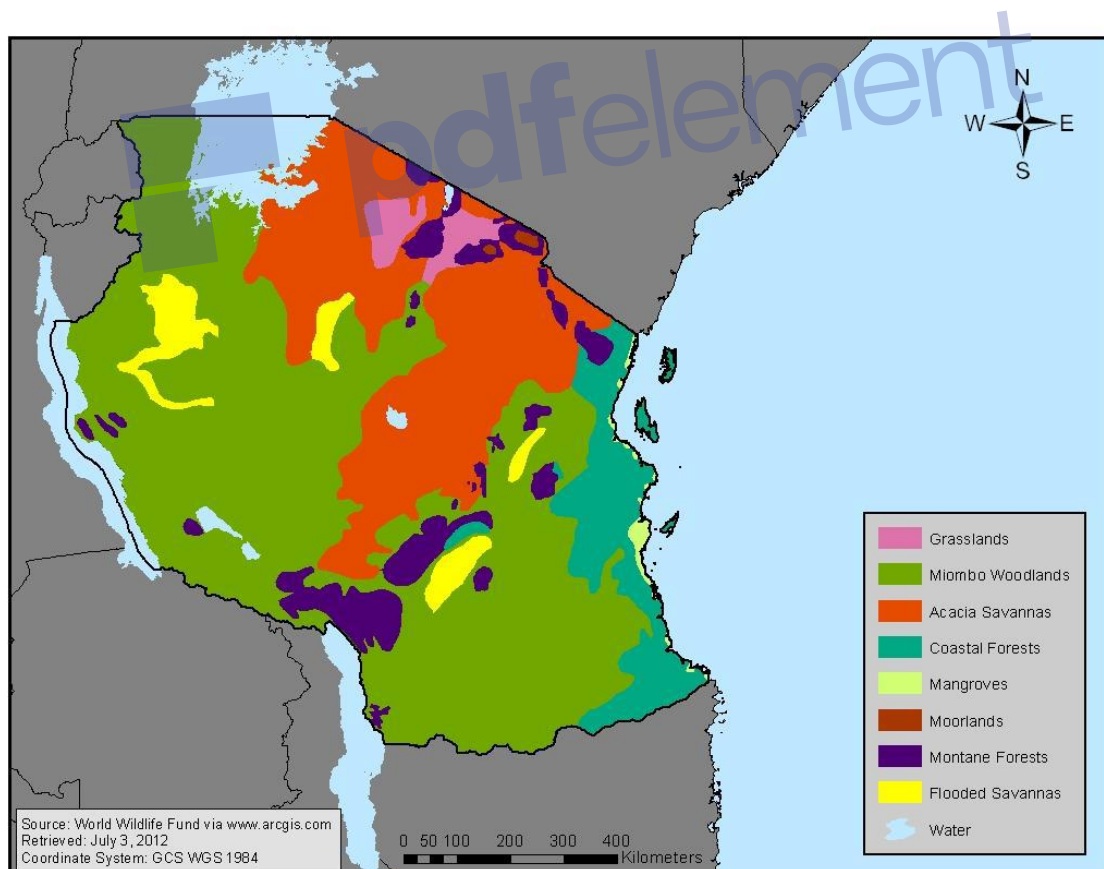 pdfelement
N
W E
S
Grasslands
Miombo Woodlands
Acacia Savannas
Coastal Forests
Mangroves
Moorlands
Montane Forests
Flooded Savannas
Water
Source: World Wildlife Fund via www.arcgis.com
Retrieved: July 3, 2012
Coordinate System: GCS WGS 1984
0 50 100 200 300 400
Kilometers